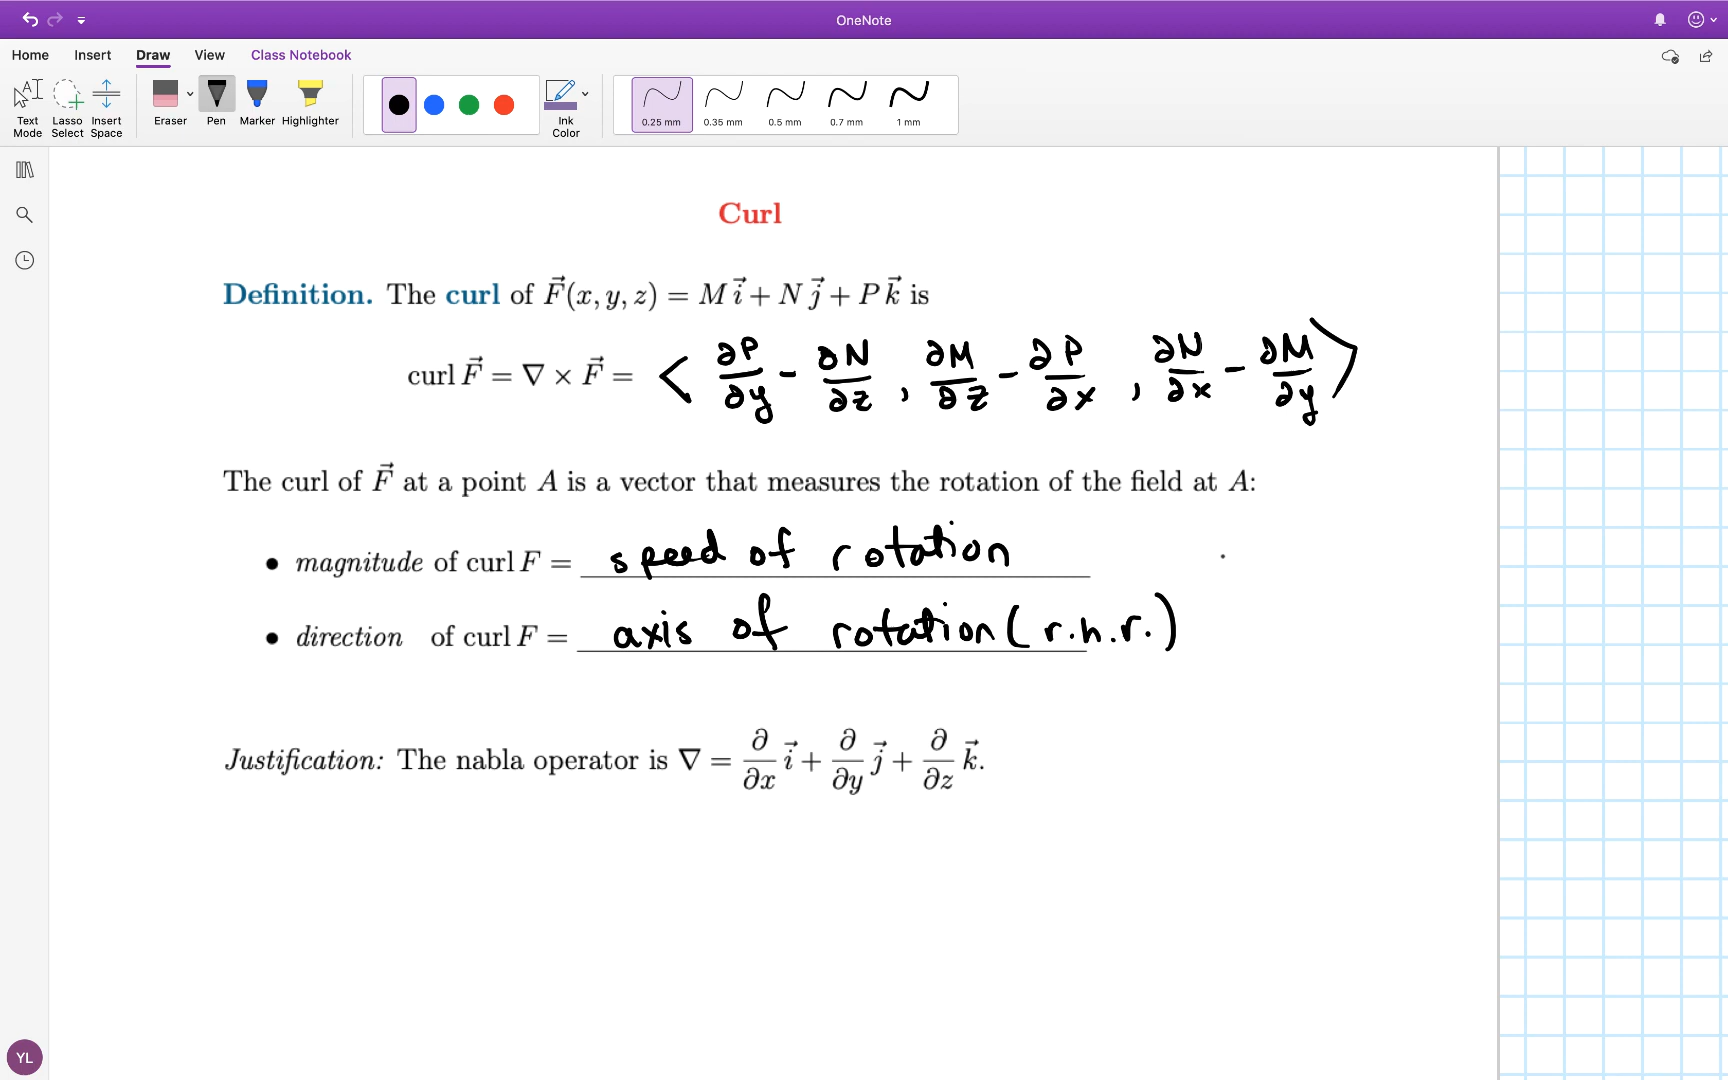 OneNote
Home Insert Draw View Class Notebook
Text Mode Lasso Select Insert Space Eraser Pen Marker Highlighter Ink Color 0.25 mm 0.35 mm 0.5 mm 0.7 mm 1 mm
Curl
Definition. The curl of F⃗(x, y, z) = M i⃗ + N j⃗ + P k⃗ is
curl F⃗ = ∇ × F⃗ = < ∂P/∂y - ∂N/∂z , ∂M/∂z - ∂P/∂x , ∂N/∂x - ∂M/∂y >
The curl of F⃗ at a point A is a vector that measures the rotation of the field at A:
• magnitude of curl F = speed of rotation
• direction of curl F = axis of rotation (r.h.r.)
Justification: The nabla operator is ∇ = ∂/∂x i⃗ + ∂/∂y j⃗ + ∂/∂z k⃗.
YL